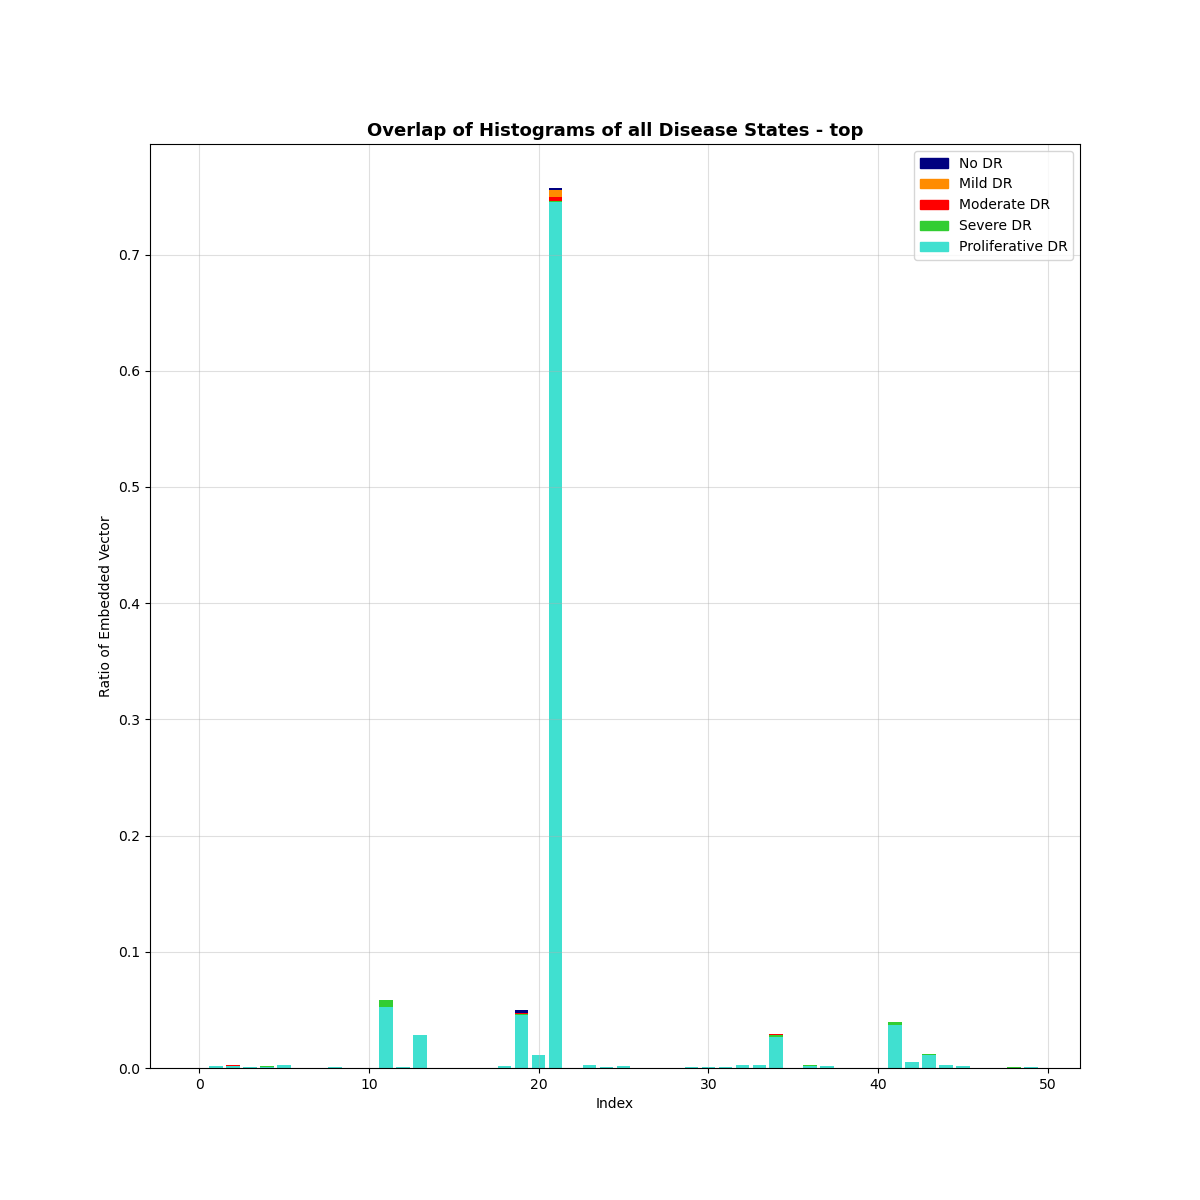 Overlap of Histograms of all Disease States - top
No DR
Mild DR
Moderate DR
Severe DR
Proliferative DR
Ratio of Embedded Vector
0.7
0.6
0.5
0.4
0.3
0.2
0.1
0.0
0 10 20 30 40 50
Index